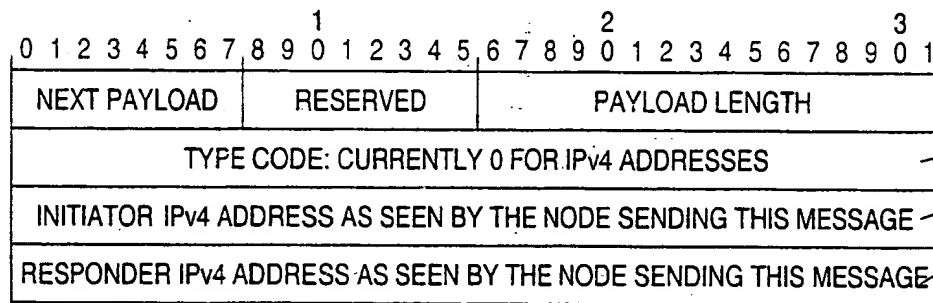 1 2 3
0 1 2 3 4 5 6 7 8 9 0 1 2 3 4 5 6 7 8 9 0 1 2 3 4 5 6 7 8 9 0 1
NEXT PAYLOAD RESERVED PAYLOAD LENGTH
TYPE CODE: CURRENTLY 0 FOR IPv4 ADDRESSES
INITIATOR IPv4 ADDRESS AS SEEN BY THE NODE SENDING THIS MESSAGE
RESPONDER IPv4 ADDRESS AS SEEN BY THE NODE SENDING THIS MESSAGE